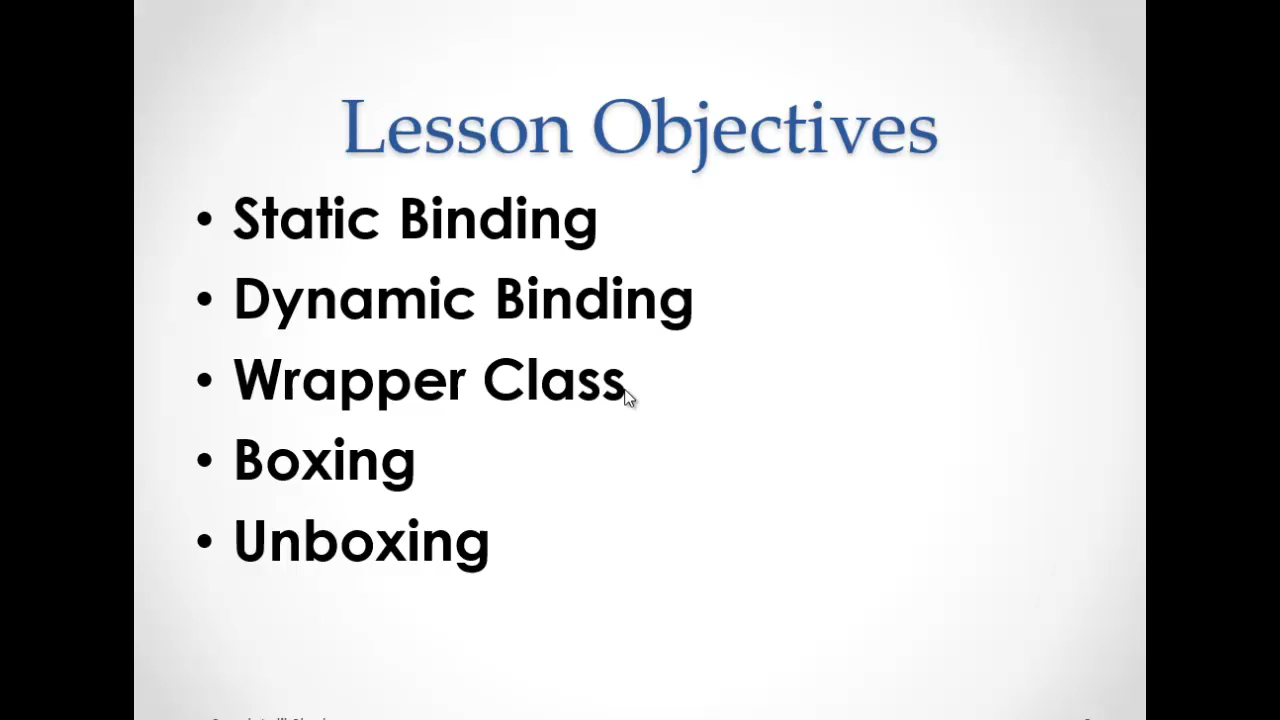 Lesson Objectives
• Static Binding
• Dynamic Binding
• Wrapper Class
• Boxing
• Unboxing